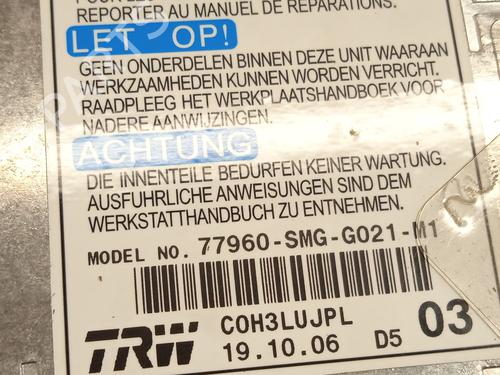 REPORTER AU MANUEL DE RÉPARATIONS.
LET OP!
GEEN ONDERDELEN BINNEN DEZE UNIT WAARAAN
WERKZAAMHEDEN KUNNEN WORDEN VERRICHT.
RAADPLEEG HET WERKPLAATSHANDBOEK VOOR
NADERE AANWIJZINGEN.
ACHTUNG
DIE INNENTEILE BEDÜRFEN KEINER WARTUNG.
AUSFÜHRLICHE ANWEISUNGEN SIND DEM
WERKSTATTHANDBUCH ZU ENTNEHMEN.
MODEL NO. 77960-SMG-G021-M1
TRW
COH3LUJPL
19.10.06 D5 03